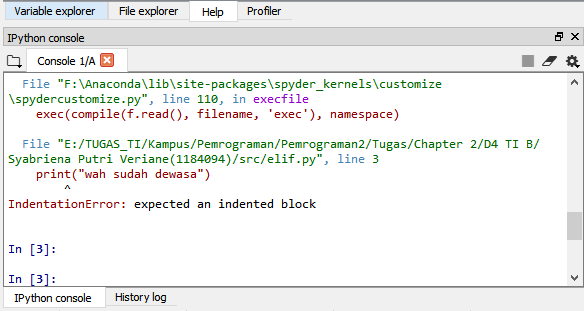 Variable explorer File explorer Help Profiler
IPython console
Console 1/A
File "F:\Anaconda\lib\site-packages\spyder_kernels\customize
\spydercustomize.py", line 110, in execfile
exec(compile(f.read(), filename, 'exec'), namespace)
File "E:/TUGAS_TI/Kampus/Pemrograman/Pemrograman2/Tugas/Chapter 2/D4 TI B/
Syabriena Putri Veriane(1184094)/src/elif.py", line 3
print("wah sudah dewasa")
^
IndentationError: expected an indented block
In [3]:
In [3]:
IPython console History log